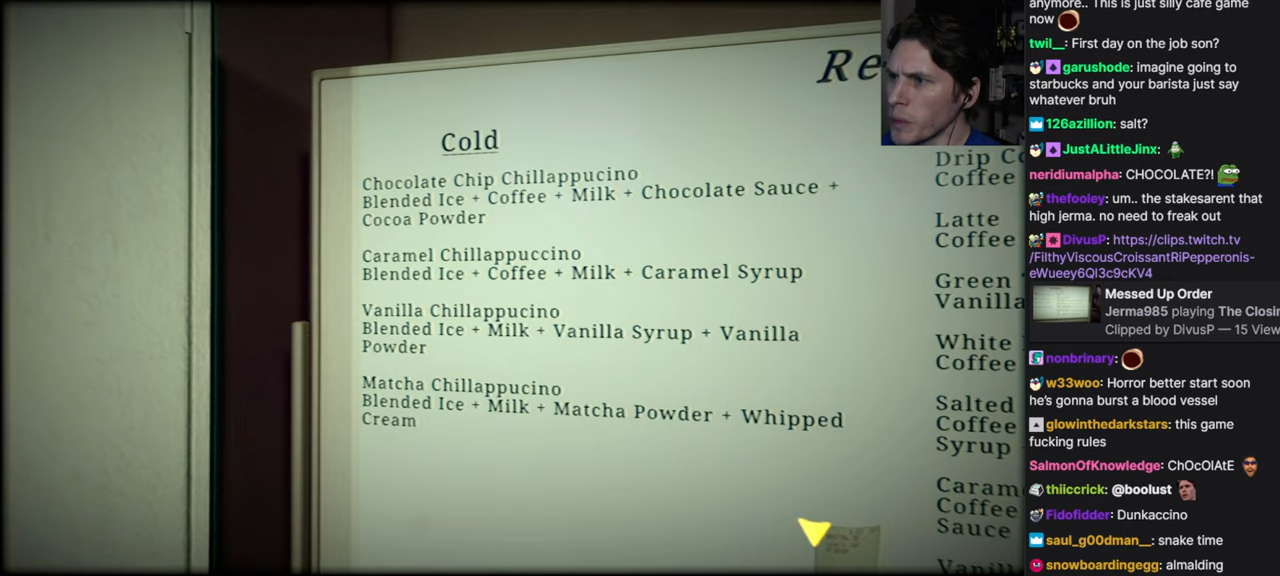 Re
Cold
Chocolate Chip Chillappucino
Blended Ice + Coffee + Milk + Chocolate Sauce +
Cocoa Powder
Caramel Chillappuccino
Blended Ice + Coffee + Milk + Caramel Syrup
Vanilla Chillappucino
Blended Ice + Milk + Vanilla Syrup + Vanilla
Powder
Matcha Chillappucino
Blended Ice + Milk + Matcha Powder + Whipped
Cream
Drip Co
Coffee
Latte
Coffee
Green
Vanilla
White
Coffee
Salted
Coffee
Syrup
Caram
Coffee
Sauce
Vanill
anymore.. This is just silly cafe game
now
twil__: First day on the job son?
garushode: imagine going to
starbucks and your barista just say
whatever bruh
126azillion: salt?
JustALittleJinx:
neridiumalpha: CHOCOLATE?!
thefooley: um.. the stakesarent that
high jerma. no need to freak out
DivusP: https://clips.twitch.tv
/FilthyViscousCroissantRiPepperonis-
eWueey6Ql3c9cKV4
Messed Up Order
Jerma985 playing The Closin
Clipped by DivusP — 15 View
nonbrinary:
w33woo: Horror better start soon
he's gonna burst a blood vessel
glowinthedarkstars: this game
fucking rules
SalmonOfKnowledge: ChOcOlAtE
thiiccrick: @boolust
Fidofidder: Dunkaccino
saul_g00dman__: snake time
snowboardingegg: almalding